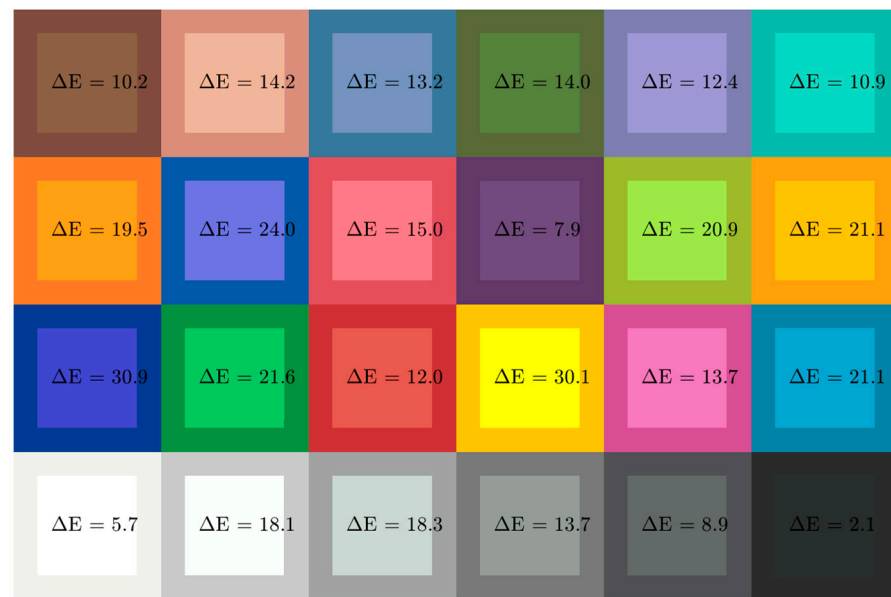 ΔE = 10.2 ΔE = 14.2 ΔE = 13.2 ΔE = 14.0 ΔE = 12.4 ΔE = 10.9
ΔE = 19.5 ΔE = 24.0 ΔE = 15.0 ΔE = 7.9 ΔE = 20.9 ΔE = 21.1
ΔE = 30.9 ΔE = 21.6 ΔE = 12.0 ΔE = 30.1 ΔE = 13.7 ΔE = 21.1
ΔE = 5.7 ΔE = 18.1 ΔE = 18.3 ΔE = 13.7 ΔE = 8.9 ΔE = 2.1